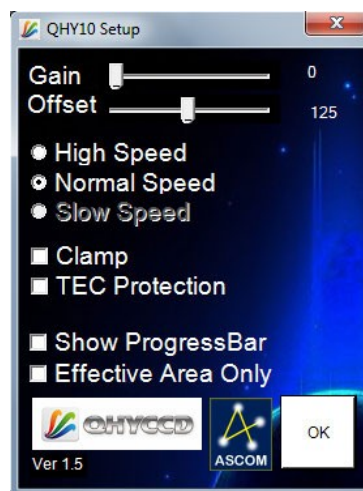 QHY10 Setup
Gain 0
Offset 125
High Speed
Normal Speed
Slow Speed
Clamp
TEC Protection
Show ProgressBar
Effective Area Only
QHYCCD
ASCOM
OK
Ver 1.5